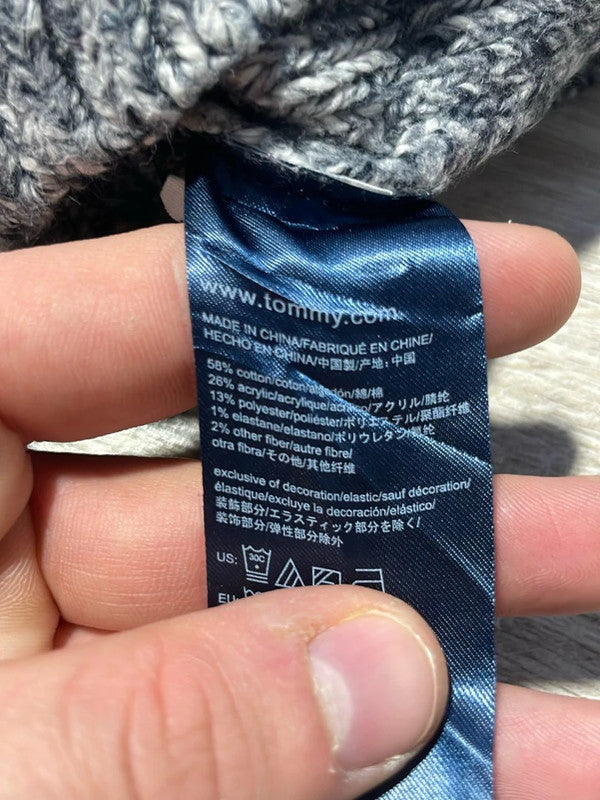 www.tommy.com
MADE IN CHINA/FABRIQUÉ EN CHINE/
HECHO EN CHINA/中国製/产地: 中国
58% cotton/coton/algodón/綿/棉
26% acrylic/acrylique/acrílico/アクリル/腈纶
13% polyester/poliéster/ポリエステル/聚酯纤维
1% elastane/elastano/ポリウレタン/氨纶
2% other fiber/autre fibre/
otra fibra/その他/其他纤维
exclusive of decoration/elastic/sauf décoration/
élastique/excluye la decoración/elástico/
装飾部分/エラスティック部分を除く/
装饰部分/弹性部分除外
US: 30C
EU